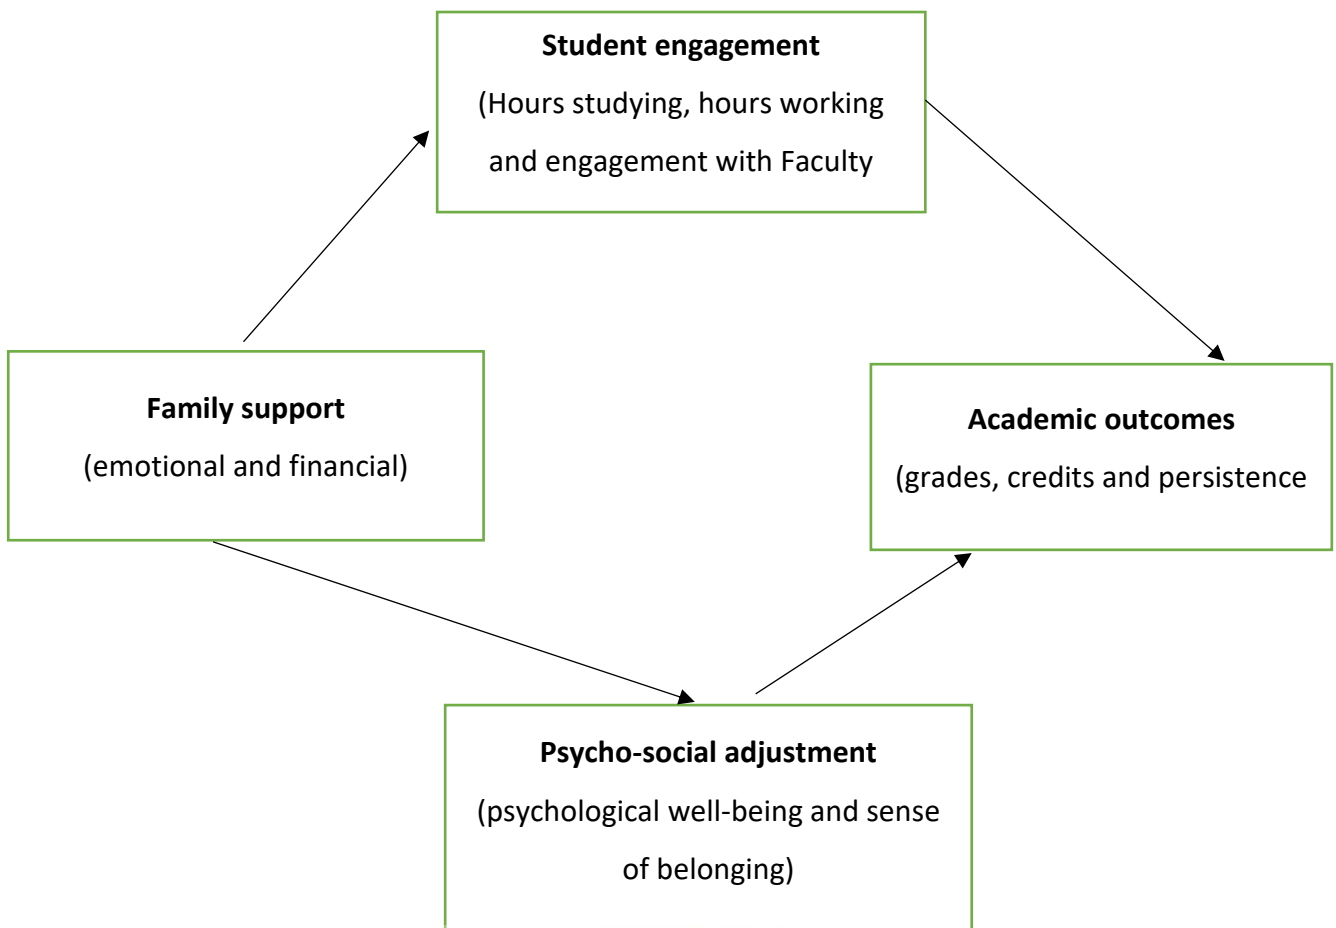 Student engagement
(Hours studying, hours working
and engagement with Faculty
Family support
(emotional and financial)
Academic outcomes
(grades, credits and persistence
Psycho-social adjustment
(psychological well-being and sense
of belonging)